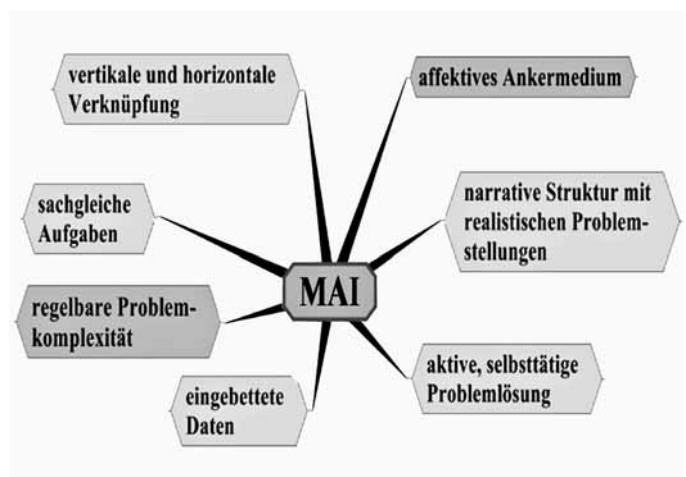 vertikale und horizontale
Verknüpfung
affektives Ankermedium
sachgleiche
Aufgaben
narrative Struktur mit
realistischen Problem-
stellungen
MAI
regelbare Problem-
komplexität
aktive, selbsttätige
Problemlösung
eingebettete
Daten